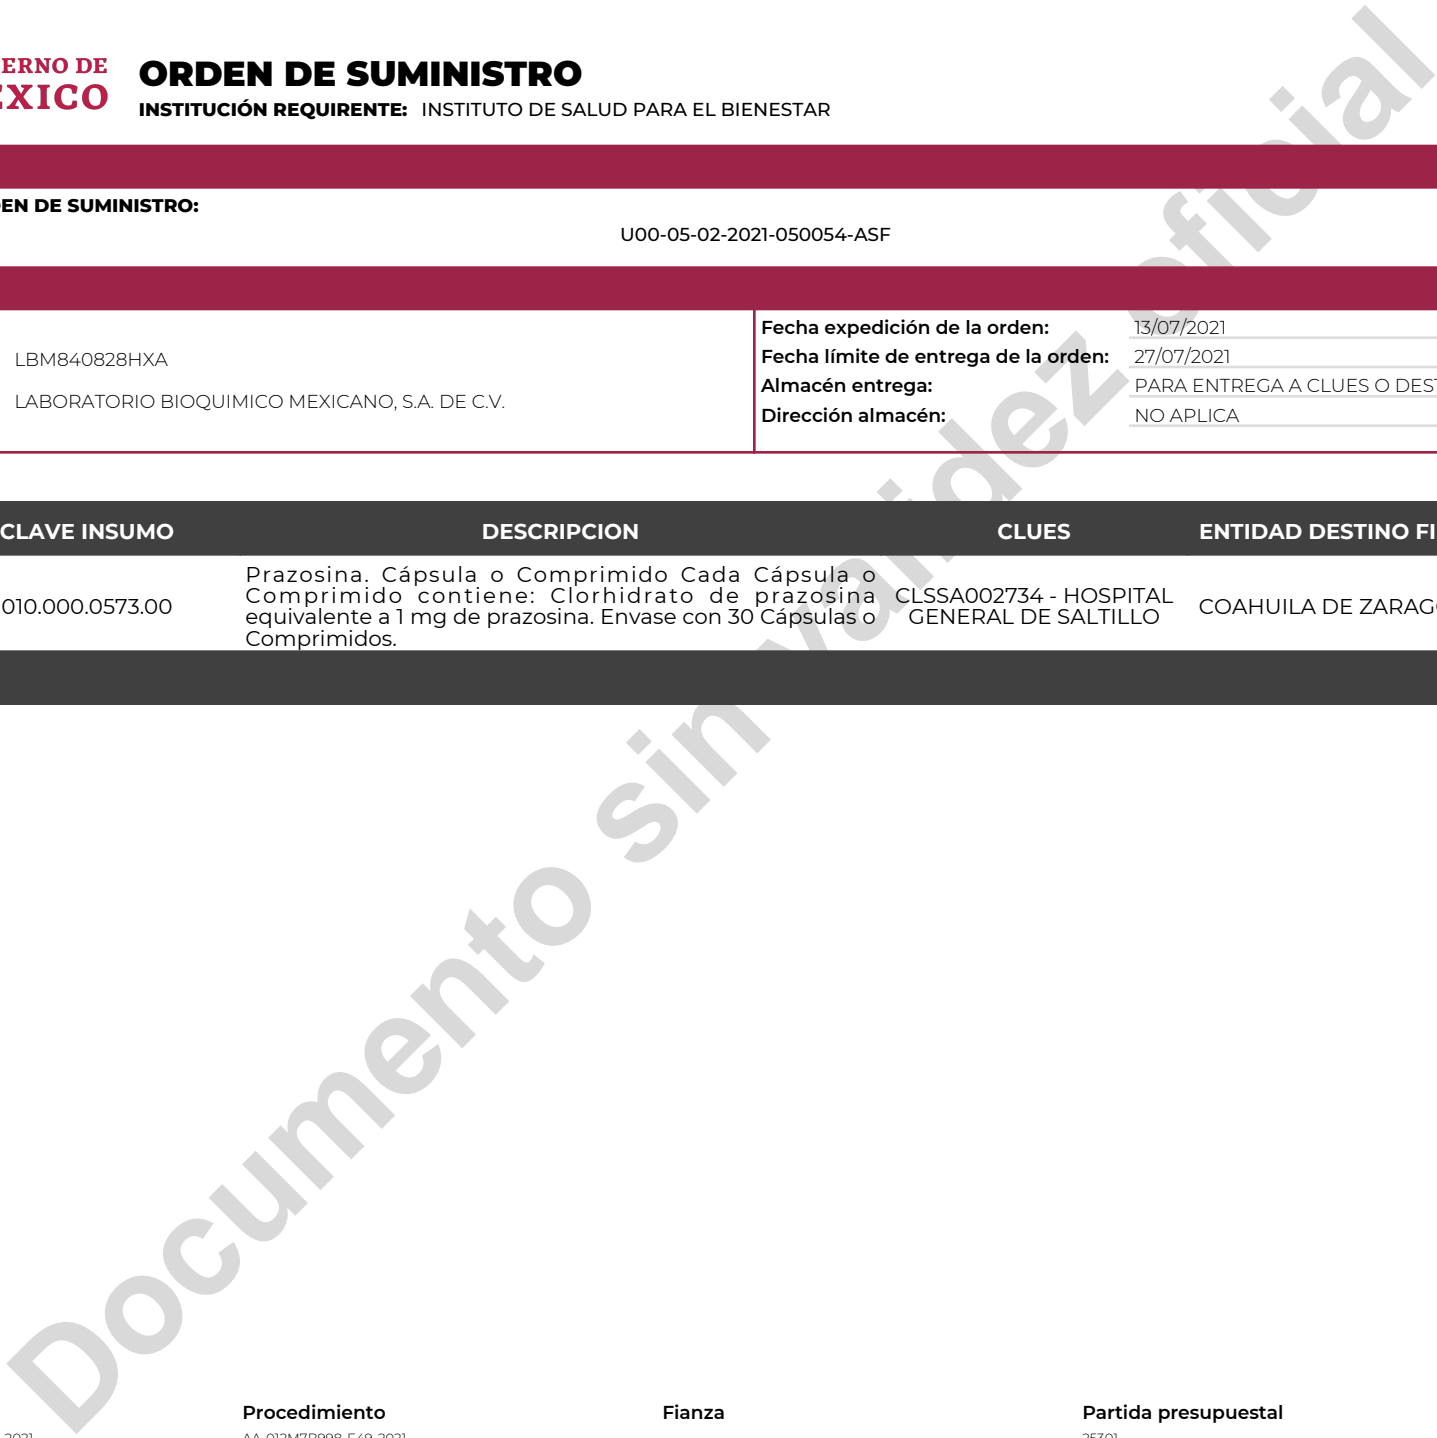 ERNO DE
EXICO
ORDEN DE SUMINISTRO
INSTITUCIÓN REQUIRENTE: INSTITUTO DE SALUD PARA EL BIENESTAR
EN DE SUMINISTRO:
U00-05-02-2021-050054-ASF
LBM840828HXA
LABORATORIO BIOQUIMICO MEXICANO, S.A. DE C.V.
Fecha expedición de la orden: 13/07/2021
Fecha límite de entrega de la orden: 27/07/2021
Almacén entrega: PARA ENTREGA A CLUES O DEST
Dirección almacén: NO APLICA
CLAVE INSUMO DESCRIPCION CLUES ENTIDAD DESTINO FI
010.000.0573.00
Prazosina. Cápsula o Comprimido Cada Cápsula o
Comprimido contiene: Clorhidrato de prazosina
equivalente a 1 mg de prazosina. Envase con 30 Cápsulas o
Comprimidos.
CLSSA002734 - HOSPITAL
GENERAL DE SALTILLO
COAHUILA DE ZARAG
Documento sin validez oficial
Procedimiento Fianza Partida presupuestal